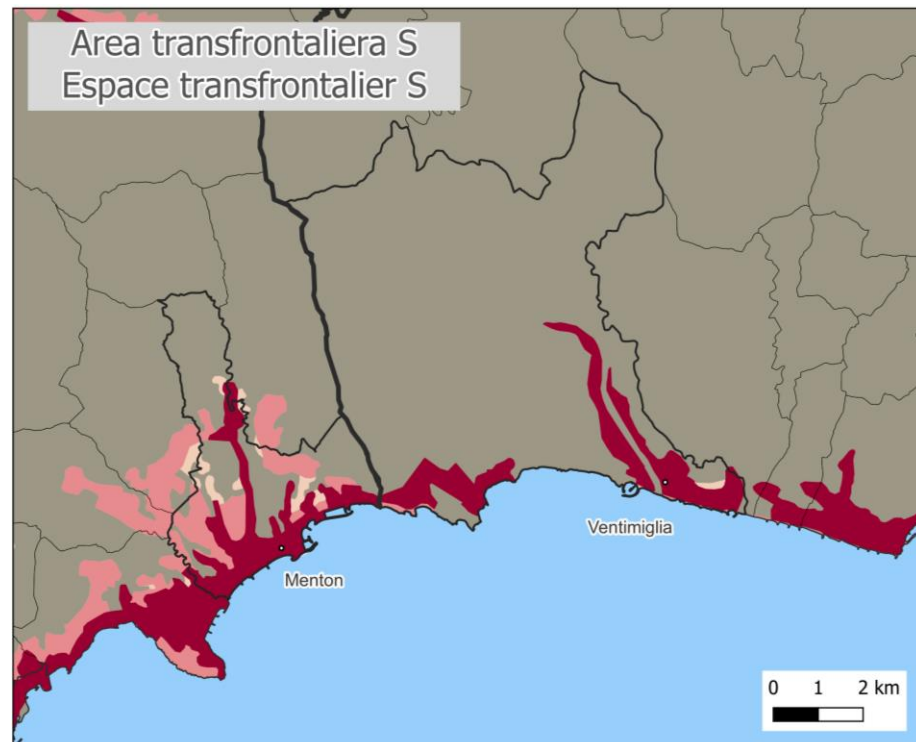 Area transfrontaliera S
Espace transfrontalier S
Ventimiglia
Menton
0 1 2 km